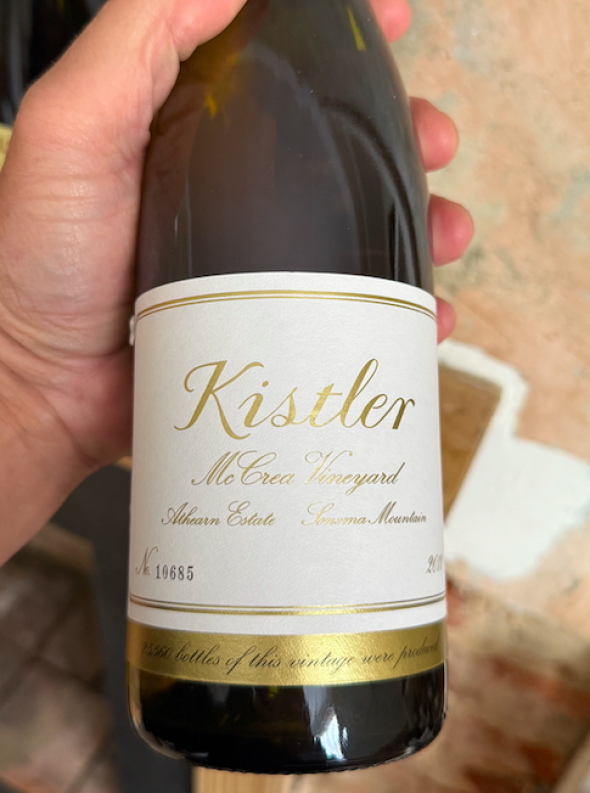 Kistler
McCrea Vineyard
Athearn Estate Sonoma Mountain
No. 10685
bottles of this vintage were produced